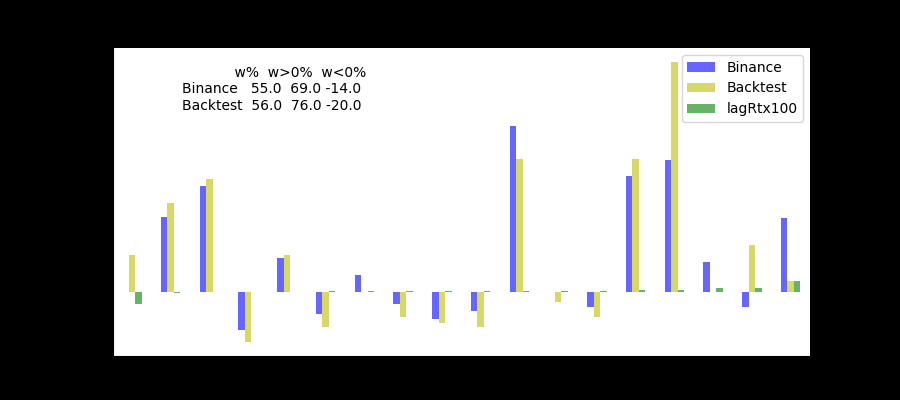 w% w>0% w<0%
Binance 55.0 69.0 -14.0
Backtest 56.0 76.0 -20.0
Binance
Backtest
lagRtx100